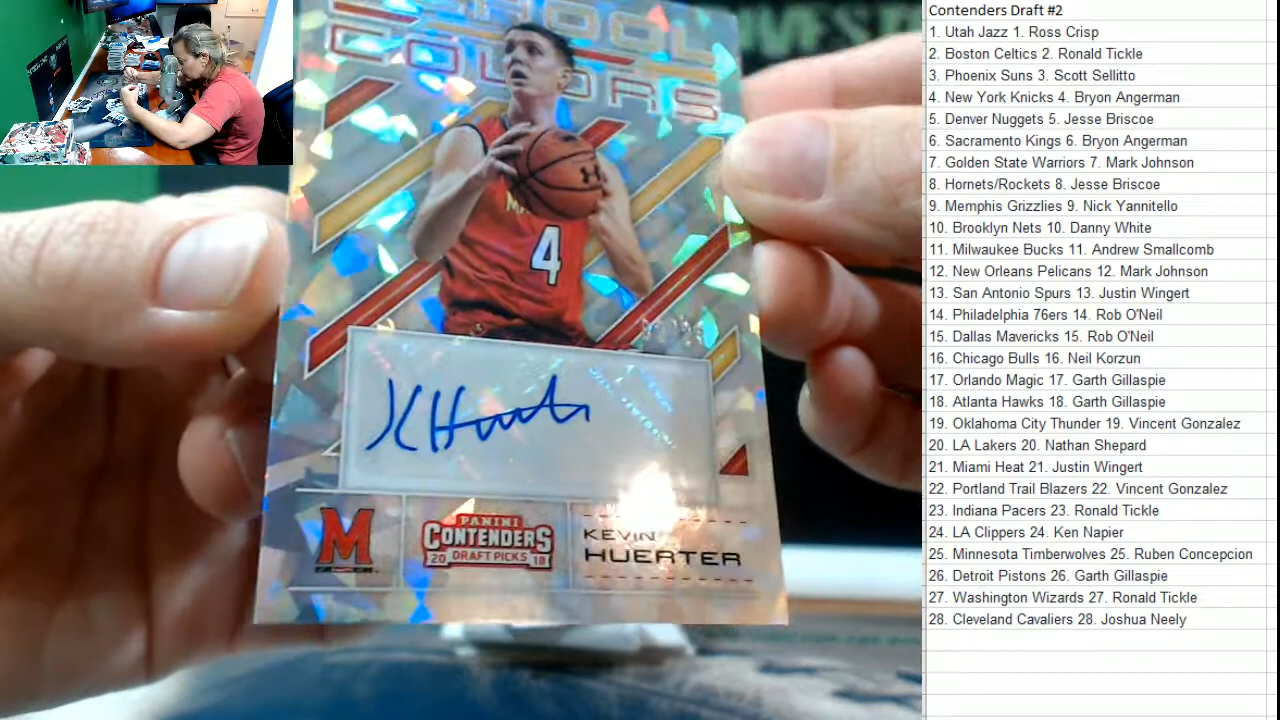 SCHOOL
COLORS
4
K Huerter
M
PANINI
CONTENDERS
20 DRAFT PICKS 18
KEVIN
HUERTER
Contenders Draft #2
1. Utah Jazz 1. Ross Crisp
2. Boston Celtics 2. Ronald Tickle
3. Phoenix Suns 3. Scott Sellitto
4. New York Knicks 4. Bryon Angerman
5. Denver Nuggets 5. Jesse Briscoe
6. Sacramento Kings 6. Bryon Angerman
7. Golden State Warriors 7. Mark Johnson
8. Hornets/Rockets 8. Jesse Briscoe
9. Memphis Grizzlies 9. Nick Yannitello
10. Brooklyn Nets 10. Danny White
11. Milwaukee Bucks 11. Andrew Smallcomb
12. New Orleans Pelicans 12. Mark Johnson
13. San Antonio Spurs 13. Justin Wingert
14. Philadelphia 76ers 14. Rob O'Neil
15. Dallas Mavericks 15. Rob O'Neil
16. Chicago Bulls 16. Neil Korzun
17. Orlando Magic 17. Garth Gillaspie
18. Atlanta Hawks 18. Garth Gillaspie
19. Oklahoma City Thunder 19. Vincent Gonzalez
20. LA Lakers 20. Nathan Shepard
21. Miami Heat 21. Justin Wingert
22. Portland Trail Blazers 22. Vincent Gonzalez
23. Indiana Pacers 23. Ronald Tickle
24. LA Clippers 24. Ken Napier
25. Minnesota Timberwolves 25. Ruben Concepcion
26. Detroit Pistons 26. Garth Gillaspie
27. Washington Wizards 27. Ronald Tickle
28. Cleveland Cavaliers 28. Joshua Neely